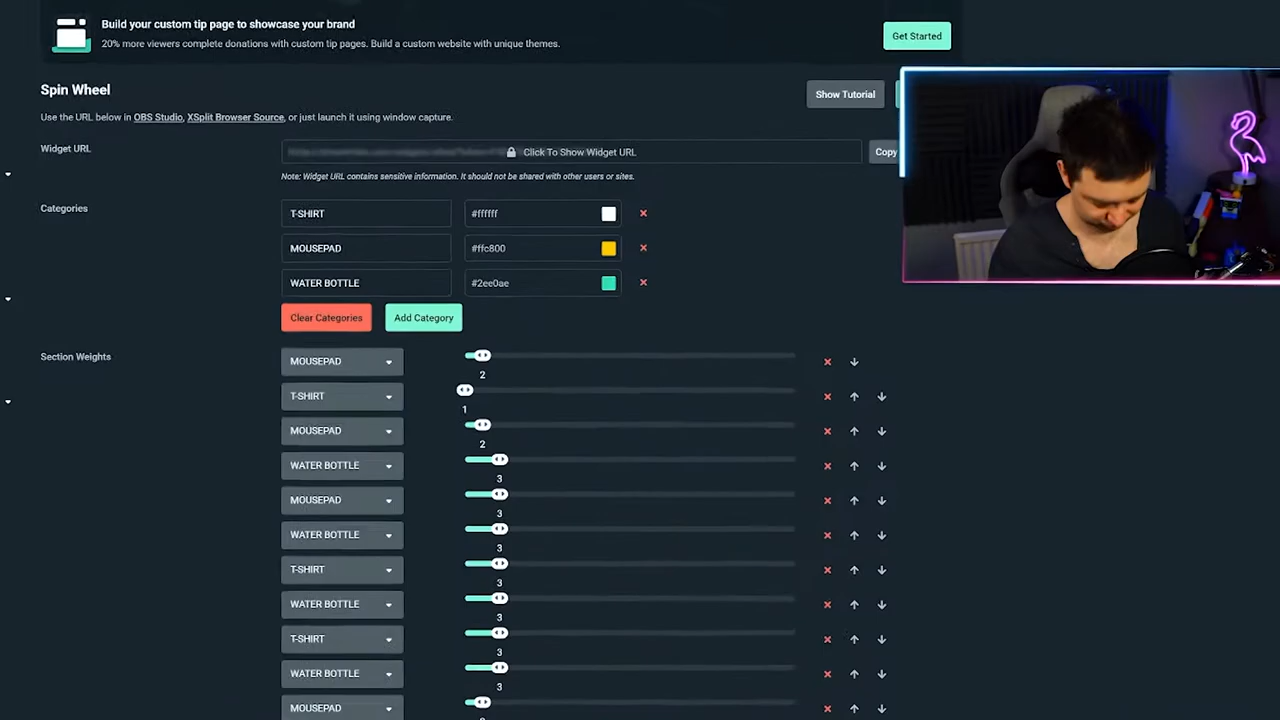 Build your custom tip page to showcase your brand
20% more viewers complete donations with custom tip pages. Build a custom website with unique themes.
Get Started
Spin Wheel
Show Tutorial
Use the URL below in OBS Studio, XSplit Browser Source, or just launch it using window capture.
Widget URL
Click To Show Widget URL
Copy
Note: Widget URL contains sensitive information. It should not be shared with other users or sites.
Categories
T-SHIRT #ffffff
MOUSEPAD #ffc800
WATER BOTTLE #2ee0ae
Clear Categories Add Category
Section Weights
MOUSEPAD
2
T-SHIRT
1
MOUSEPAD
2
WATER BOTTLE
3
MOUSEPAD
3
WATER BOTTLE
3
T-SHIRT
3
WATER BOTTLE
3
T-SHIRT
3
WATER BOTTLE
3
MOUSEPAD